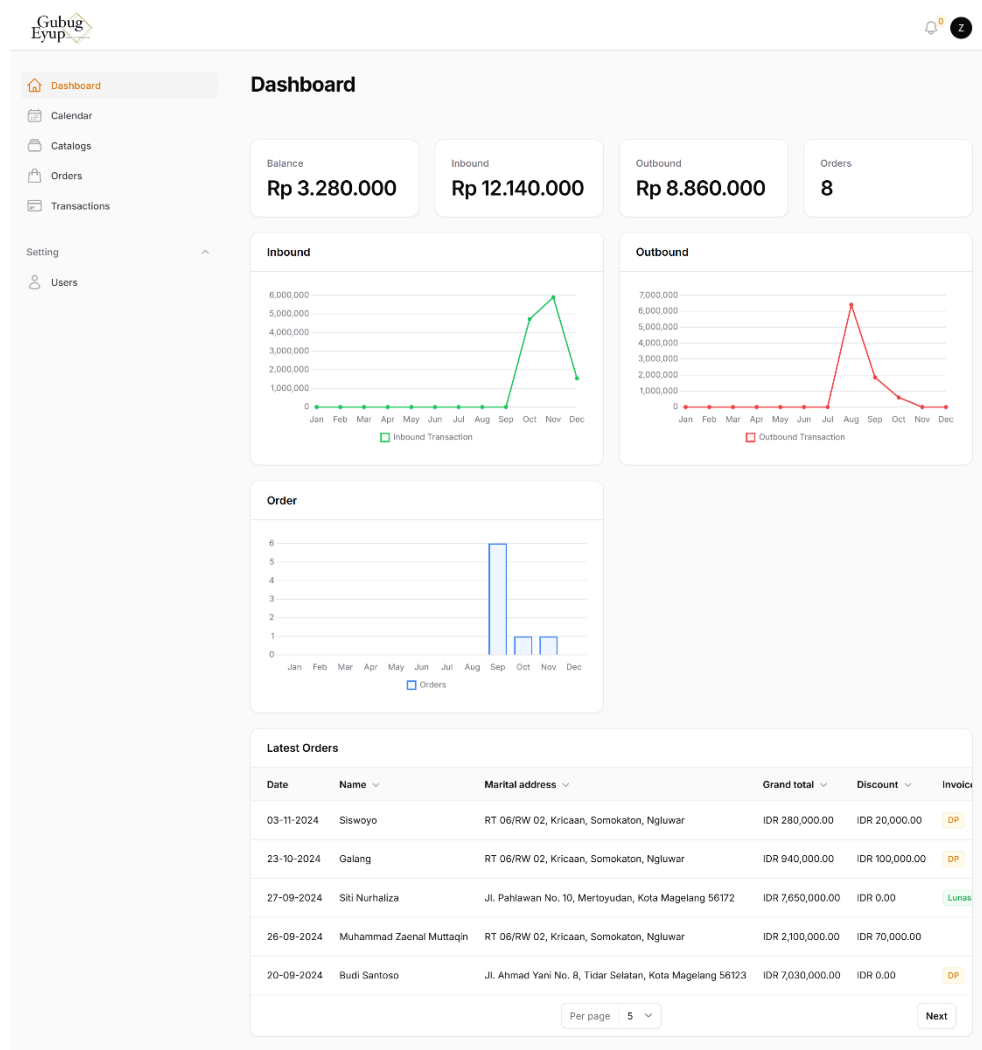 Gubug
Eyup
0
Z
Dashboard
Calendar
Catalogs
Orders
Transactions
Setting
Users
Dashboard
Balance
Rp 3.280.000
Inbound
Rp 12.140.000
Outbound
Rp 8.860.000
Orders
8
Inbound
6,000,000
5,000,000
4,000,000
3,000,000
2,000,000
1,000,000
0
Jan Feb Mar Apr May Jun Jul Aug Sep Oct Nov Dec
Inbound Transaction
Outbound
7,000,000
6,000,000
5,000,000
4,000,000
3,000,000
2,000,000
1,000,000
0
Jan Feb Mar Apr May Jun Jul Aug Sep Oct Nov Dec
Outbound Transaction
Order
6
5
4
3
2
1
0
Jan Feb Mar Apr May Jun Jul Aug Sep Oct Nov Dec
Orders
Latest Orders
Date Name Marital address Grand total Discount Invoice
03-11-2024 Siswoyo RT 06/RW 02, Kricaan, Somokaton, Ngluwar IDR 280,000.00 IDR 20,000.00 DP
23-10-2024 Galang RT 06/RW 02, Kricaan, Somokaton, Ngluwar IDR 940,000.00 IDR 100,000.00 DP
27-09-2024 Siti Nurhaliza Jl. Pahlawan No. 10, Mertoyudan, Kota Magelang 56172 IDR 7,650,000.00 IDR 0.00 Lunas
26-09-2024 Muhammad Zaenal Muttaqin RT 06/RW 02, Kricaan, Somokaton, Ngluwar IDR 2,100,000.00 IDR 70,000.00
20-09-2024 Budi Santoso Jl. Ahmad Yani No. 8, Tidar Selatan, Kota Magelang 56123 IDR 7,030,000.00 IDR 0.00 DP
Per page 5
Next